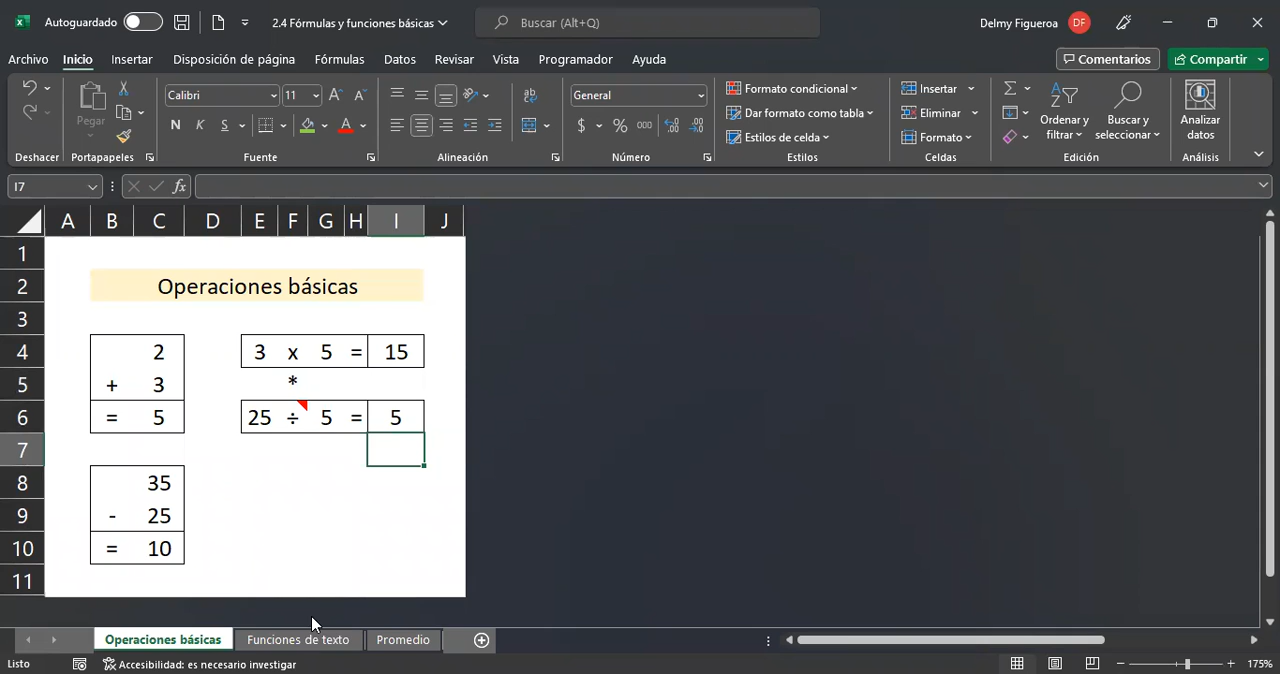 Autoguardado 2.4 Fórmulas y funciones básicas Buscar (Alt+Q) Delmy Figueroa DF
Archivo Inicio Insertar Disposición de página Fórmulas Datos Revisar Vista Programador Ayuda Comentarios Compartir
Pegar Calibri 11 General Formato condicional Insertar
N K S $ % 000 Dar formato como tabla Eliminar Ordenar y filtrar Buscar y seleccionar Analizar datos
Estilos de celda Formato
Deshacer Portapapeles Fuente Alineación Número Estilos Celdas Edición Análisis
I7 fx
A B C D E F G H I J
1
2 Operaciones básicas
3
4 2 3 x 5 = 15
5 + 3 *
6 = 5 25 ÷ 5 = 5
7
8 35
9 - 25
10 = 10
11
Operaciones básicas Funciones de texto Promedio
Listo Accesibilidad: es necesario investigar 175%